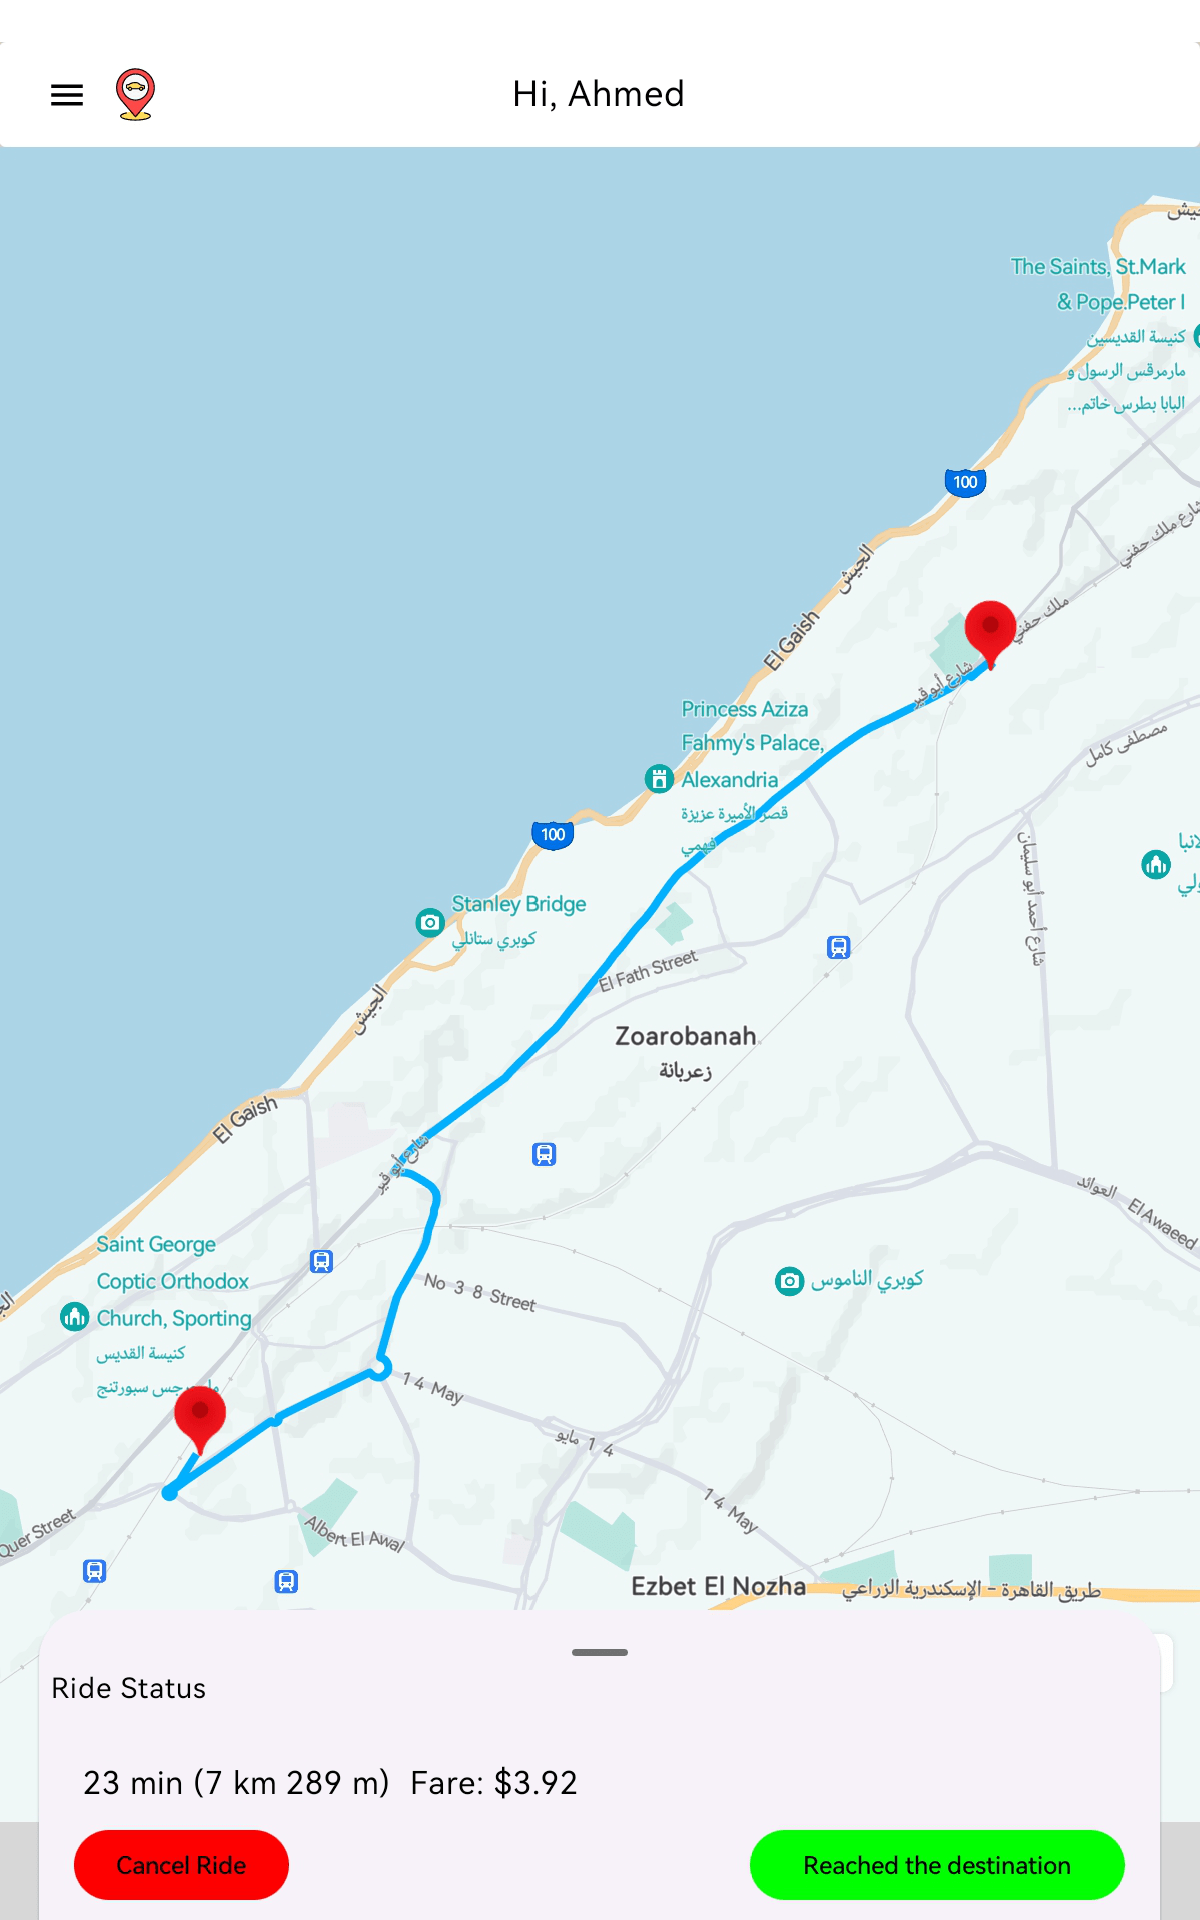 Hi, Ahmed
The Saints, St.Mark
& Pope.Peter I
كنيسة القديسين
مارمرقس الرسول و
البابا بطرس خاتم...
100
شارع ملك حفني
الجيش
El Gaish
ملك حفني
شارع أبوقير
Princess Aziza
Fahmy's Palace,
Alexandria
قصر الأميرة عزيزة
فهمي
مصطفى كامل
100
شارع أحمد أبو سليمان
Stanley Bridge
كوبري ستانلي
El Fath Street
الجيش
Zoarobanah
زعربانة
El Gaish
شارع أبو قير
العوائد
El Awaeed
Saint George
Coptic Orthodox
Church, Sporting
كنيسة القديس
مارجرجس سبورتنج
No 3 8 Street
كوبري الناموس
14 May
14 مايو
14 May
Quer Street
Albert El Awal
Ezbet El Nozha
طريق القاهرة - الإسكندرية الزراعي
Ride Status
23 min (7 km 289 m) Fare: $3.92
Cancel Ride
Reached the destination